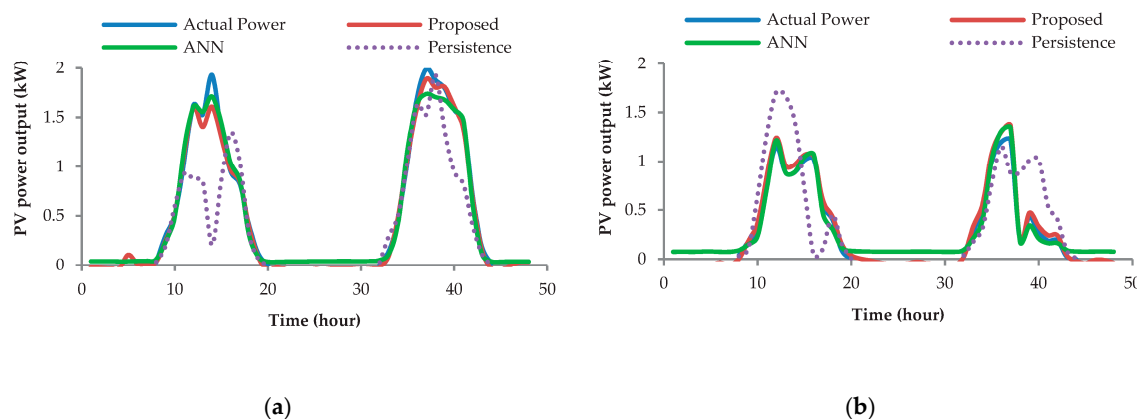 Actual Power
Proposed
ANN
Persistence
PV power output (kW)
2
1.5
1
0.5
0
0
10
20
30
40
50
Time (hour)
(a)
Actual Power
Proposed
ANN
Persistence
PV power output (kW)
2
1.5
1
0.5
0
0
10
20
30
40
50
Time (hour)
(b)